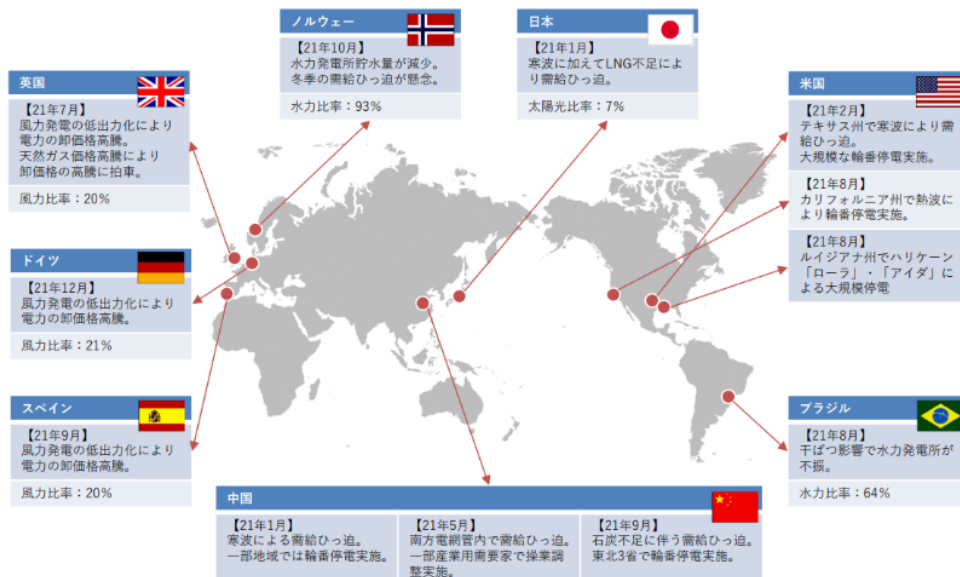 ノルウェー
【21年10月】
水力発電所貯水量が減少。
冬季の需給ひっ迫が懸念。
水力比率：93%
日本
【21年1月】
寒波に加えてLNG不足によ
り需給ひっ迫。
太陽光比率：7%
英国
【21年7月】
風力発電の低出力化により
電力の卸価格高騰。
天然ガス価格高騰により
卸価格の高騰に拍車。
風力比率：20%
米国
【21年2月】
テキサス州で寒波により需
給ひっ迫。
大規模な輪番停電実施。
【21年8月】
カリフォルニア州で熱波に
より輪番停電実施。
【21年8月】
ルイジアナ州でハリケーン
「ローラ」・「アイダ」に
よる大規模停電
ドイツ
【21年12月】
風力発電の低出力化により
電力の卸価格高騰。
風力比率：21%
スペイン
【21年9月】
風力発電の低出力化により
電力の卸価格高騰。
風力比率：20%
ブラジル
【21年8月】
干ばつ影響で水力発電所が
不振。
水力比率：64%
中国
【21年1月】
寒波による需給ひっ迫。
一部地域では輪番停電実施。
【21年5月】
南方電網管内で需給ひっ迫。
一部産業用需要家で操業調
整実施。
【21年9月】
石炭不足に伴う需給ひっ迫。
東北3省で輪番停電実施。